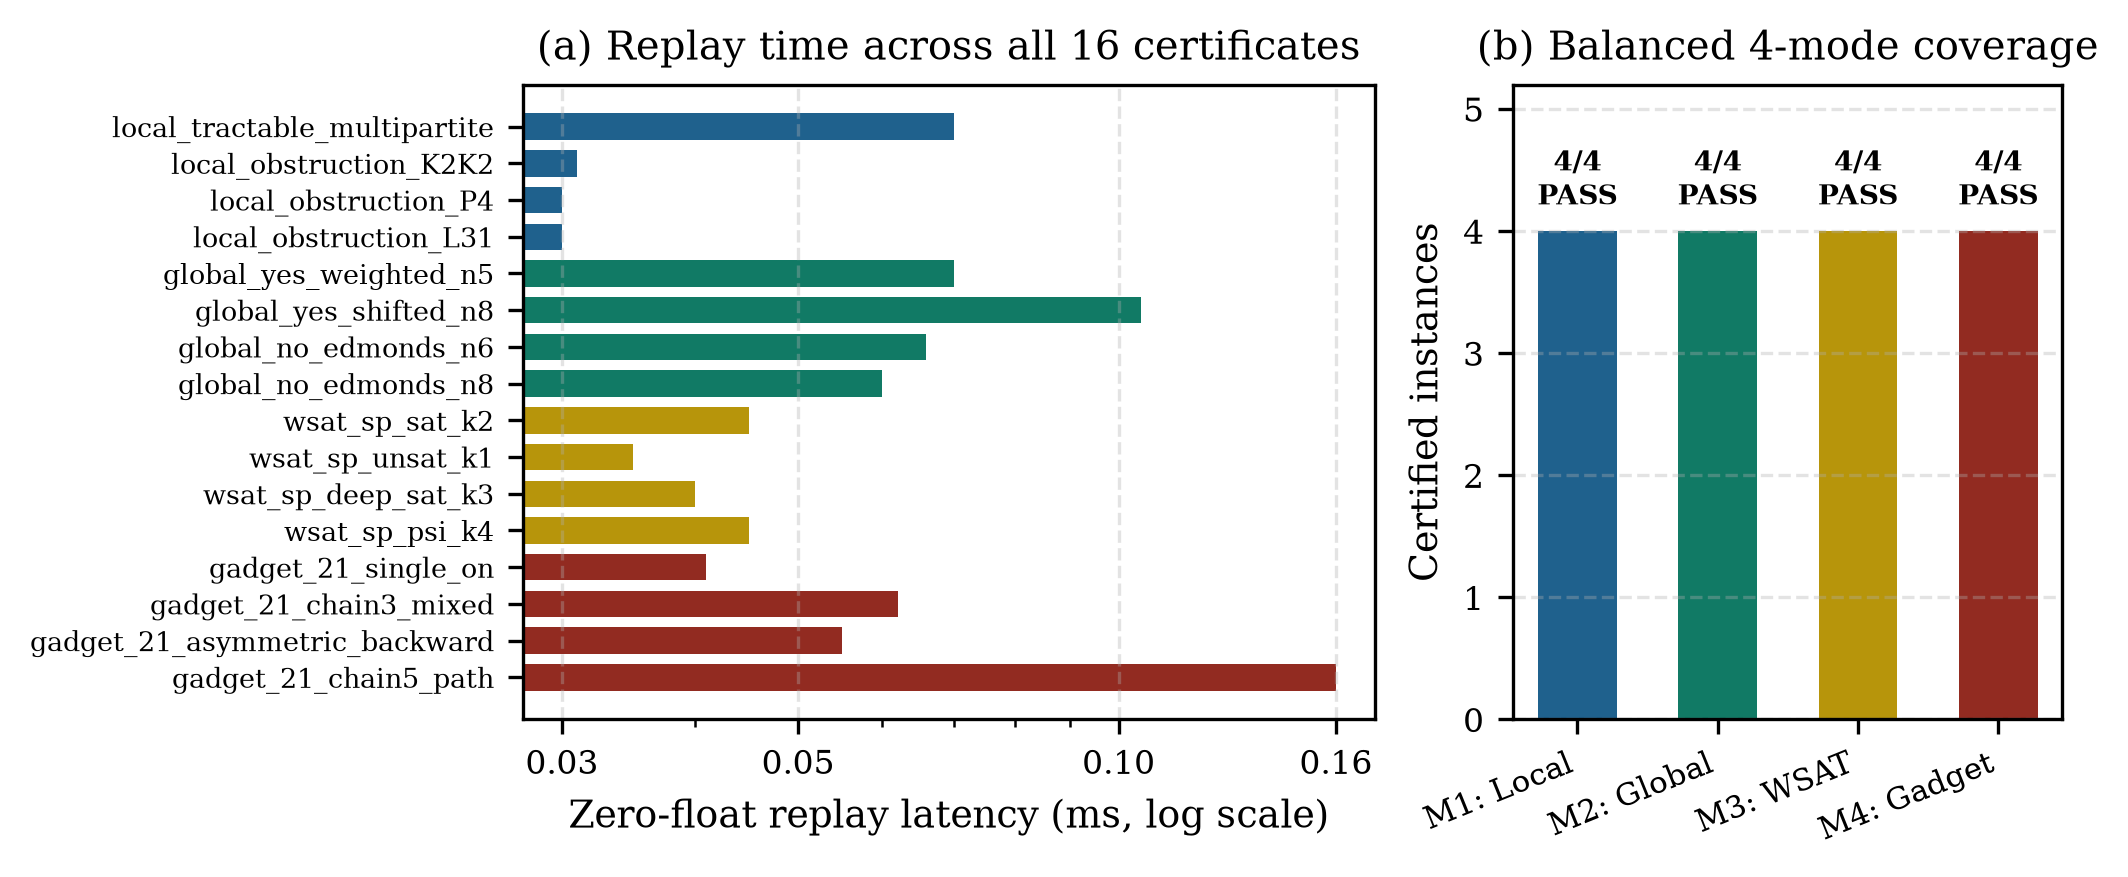 (a) Replay time across all 16 certificates
local_tractable_multipartite
local_obstruction_K2K2
local_obstruction_P4
local_obstruction_L31
global_yes_weighted_n5
global_yes_shifted_n8
global_no_edmonds_n6
global_no_edmonds_n8
wsat_sp_sat_k2
wsat_sp_unsat_k1
wsat_sp_deep_sat_k3
wsat_sp_psi_k4
gadget_21_single_on
gadget_21_chain3_mixed
gadget_21_asymmetric_backward
gadget_21_chain5_path
0.03 0.05 0.10 0.16
Zero-float replay latency (ms, log scale)
(b) Balanced 4-mode coverage
Certified instances
5
4
3
2
1
0
4/4 4/4 4/4 4/4
PASS PASS PASS PASS
M1: Local
M2: Global
M3: WSAT
M4: Gadget